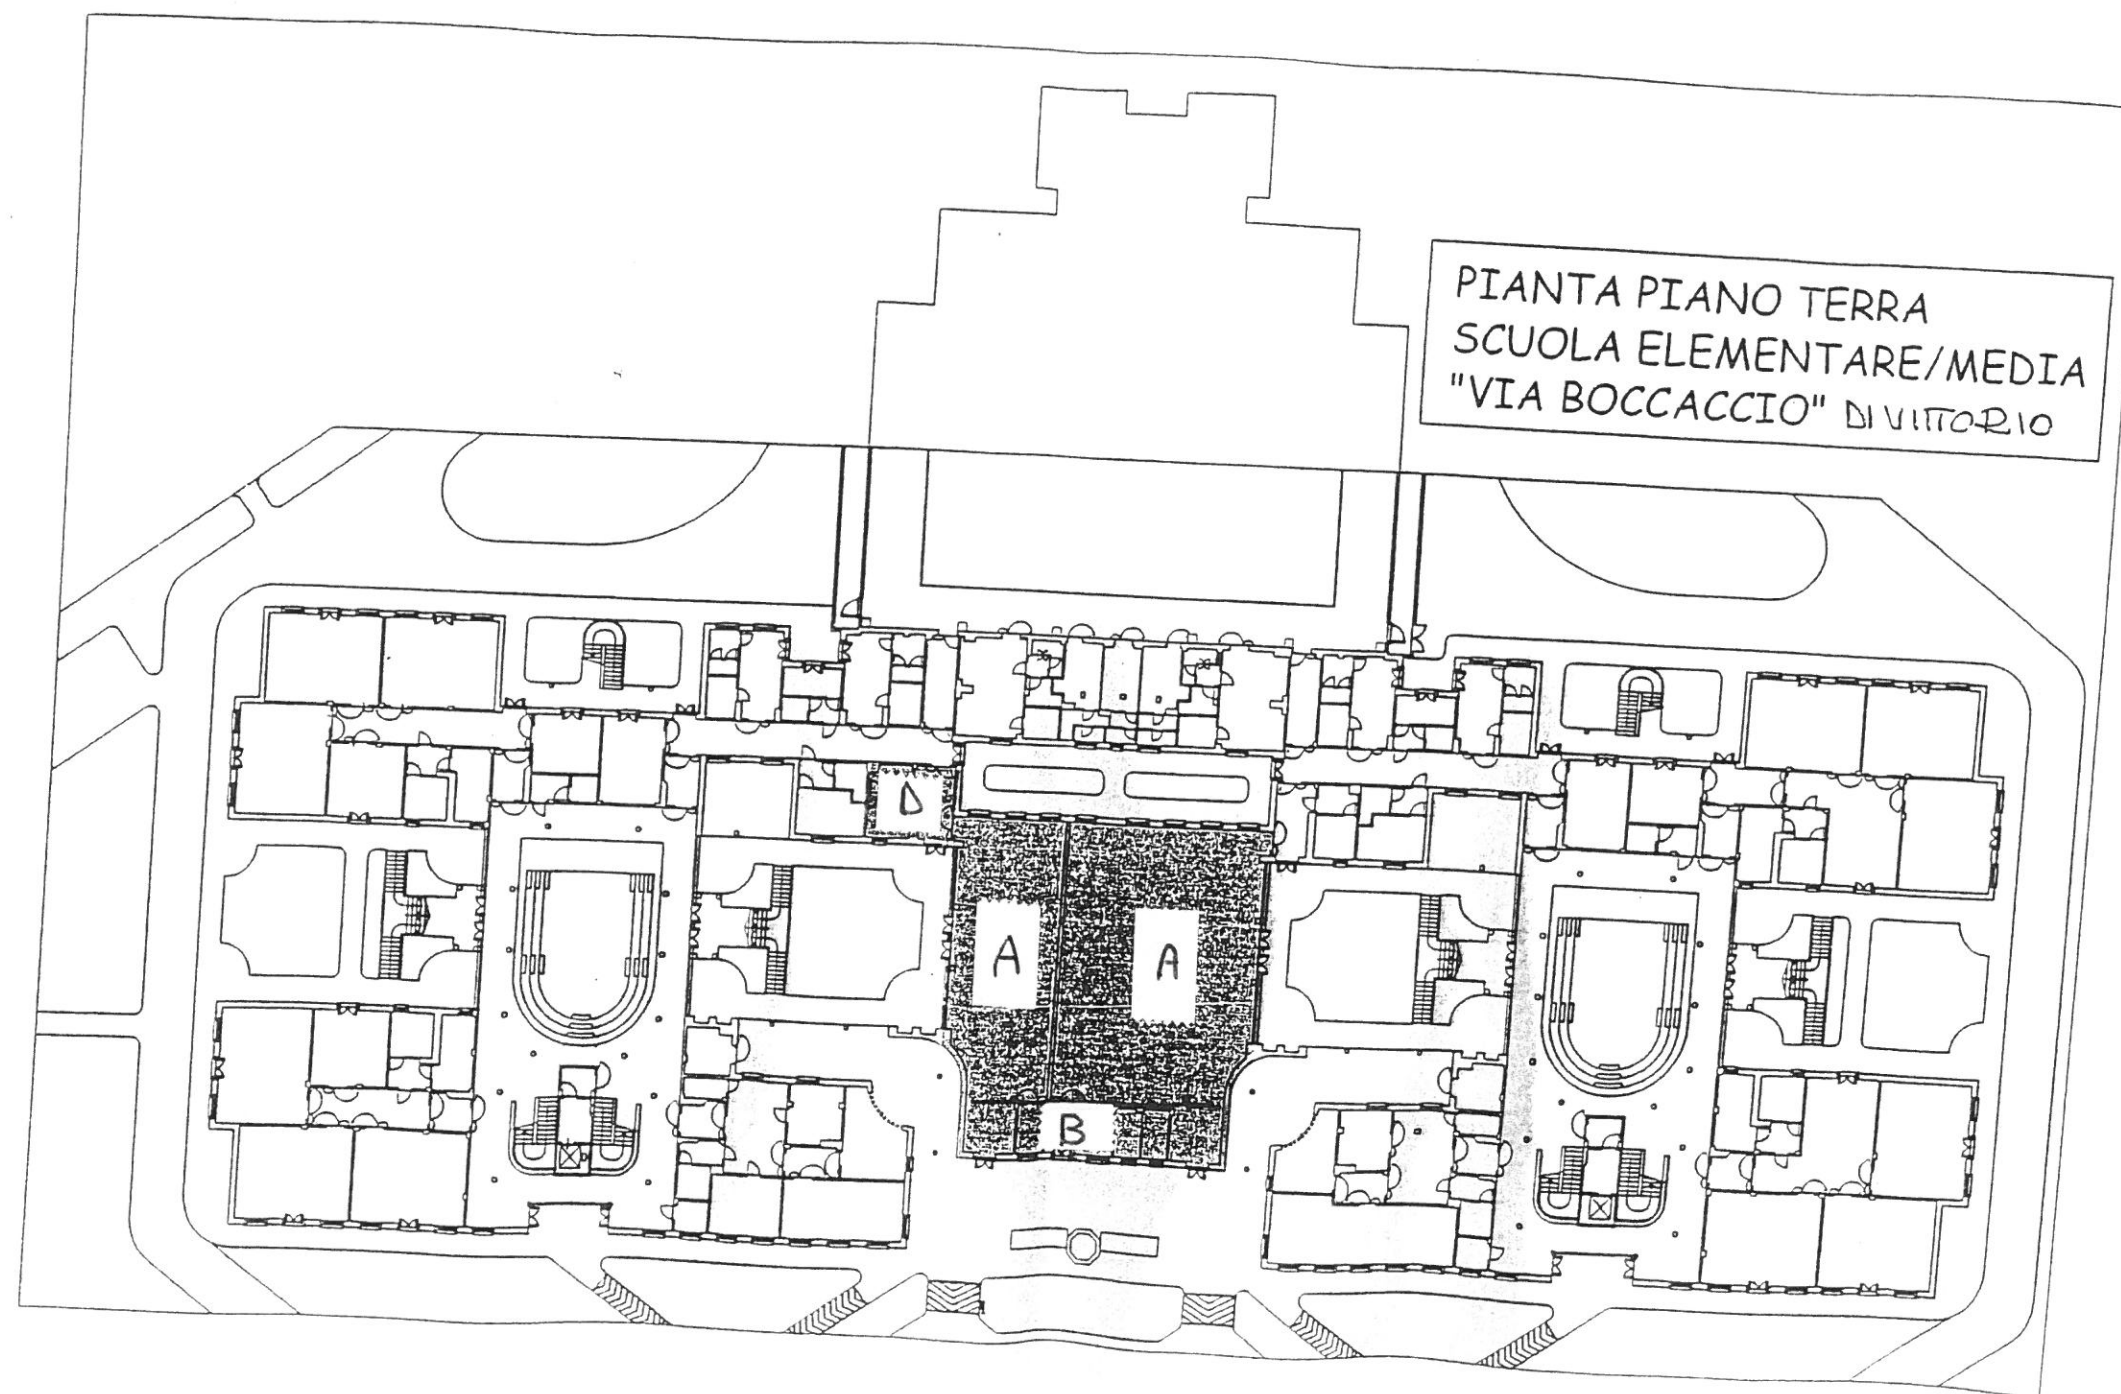 PIANTA PIANO TERRA
SCUOLA ELEMENTARE/MEDIA
"VIA BOCCACCIO" DI VITTORIO
D
A A
B